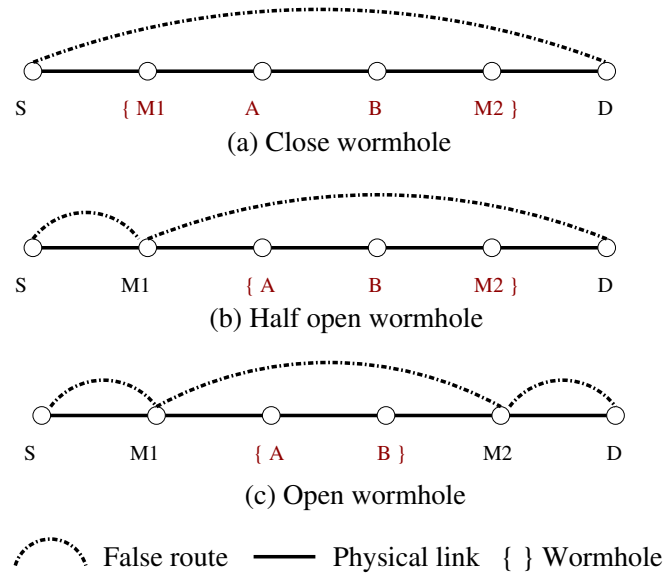 S { M1 A B M2 } D
(a) Close wormhole
S M1 { A B M2 } D
(b) Half open wormhole
S M1 { A B } M2 D
(c) Open wormhole
False route Physical link { } Wormhole